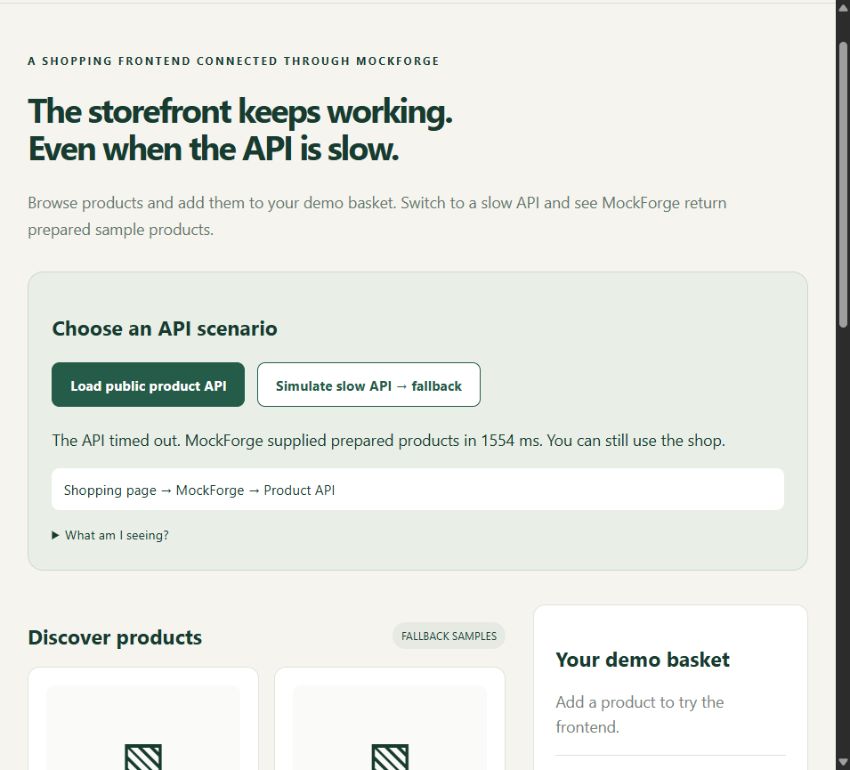 A SHOPPING FRONTEND CONNECTED THROUGH MOCKFORGE
The storefront keeps working.
Even when the API is slow.
Browse products and add them to your demo basket. Switch to a slow API and see MockForge return
prepared sample products.
Choose an API scenario
Load public product API
Simulate slow API → fallback
The API timed out. MockForge supplied prepared products in 1554 ms. You can still use the shop.
Shopping page → MockForge → Product API
▶ What am I seeing?
Discover products
FALLBACK SAMPLES
Your demo basket
Add a product to try the
frontend.